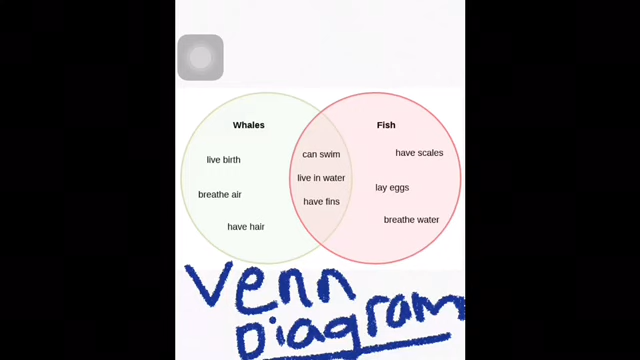 Whales
Fish
live birth
breathe air
have hair
can swim
live in water
have fins
have scales
lay eggs
breathe water
Venn
Diagram